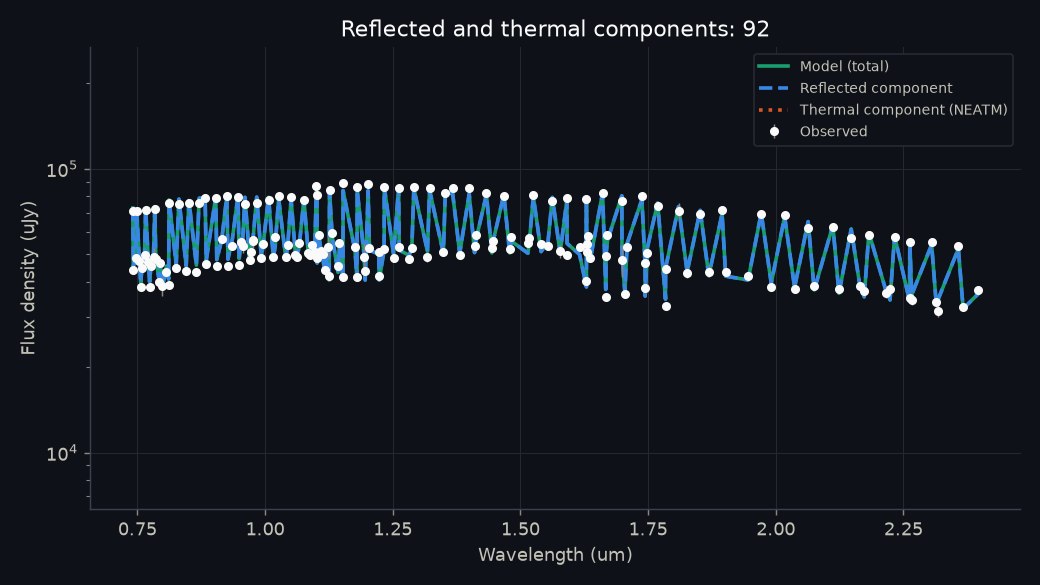 Reflected and thermal components: 92
Model (total)
Reflected component
Thermal component (NEATM)
Observed
Flux density (uJy)
10^5
10^4
0.75 1.00 1.25 1.50 1.75 2.00 2.25
Wavelength (um)